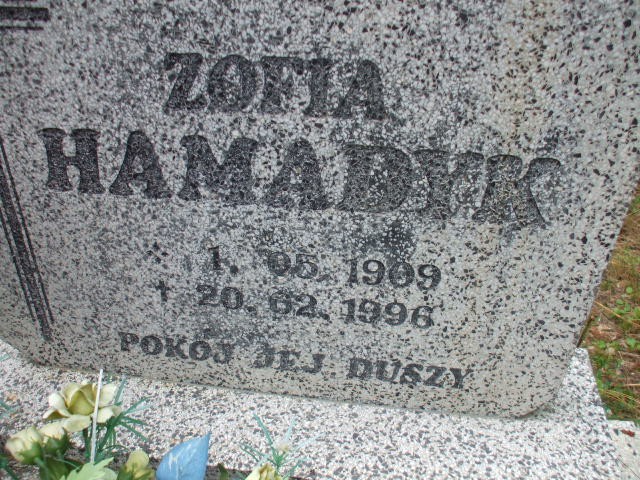 ZOFIA
HAMADYK
* 1. 05. 1909
† 20. 02. 1996
POKÓJ JEJ DUSZY